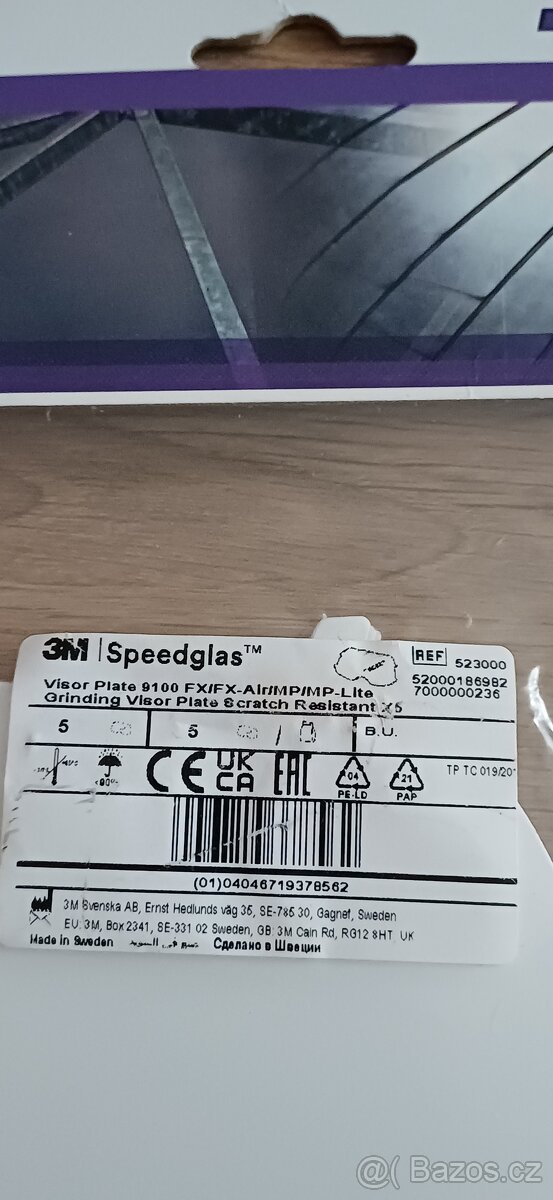 3M | Speedglas™
REF 523000
52000186982
7000000236
Visor Plate 9100 FX/FX-Air/MP/MP-Lite
Grinding Visor Plate Scratch Resistant X5
5 5 / B.U.
<90%
CE UK CA EAC 04 PE-LD 21 PAP TP TC 019/20
(01)04046719378562
3M Svenska AB, Ernst Hedlunds väg 35, SE-785 30, Gagnef, Sweden
EU: 3M, Box 2341, SE-331 02 Sweden, GB: 3M Cain Rd, RG12 8HT, UK
Made in Sweden Сделано в Швеции
@( Bazos.cz